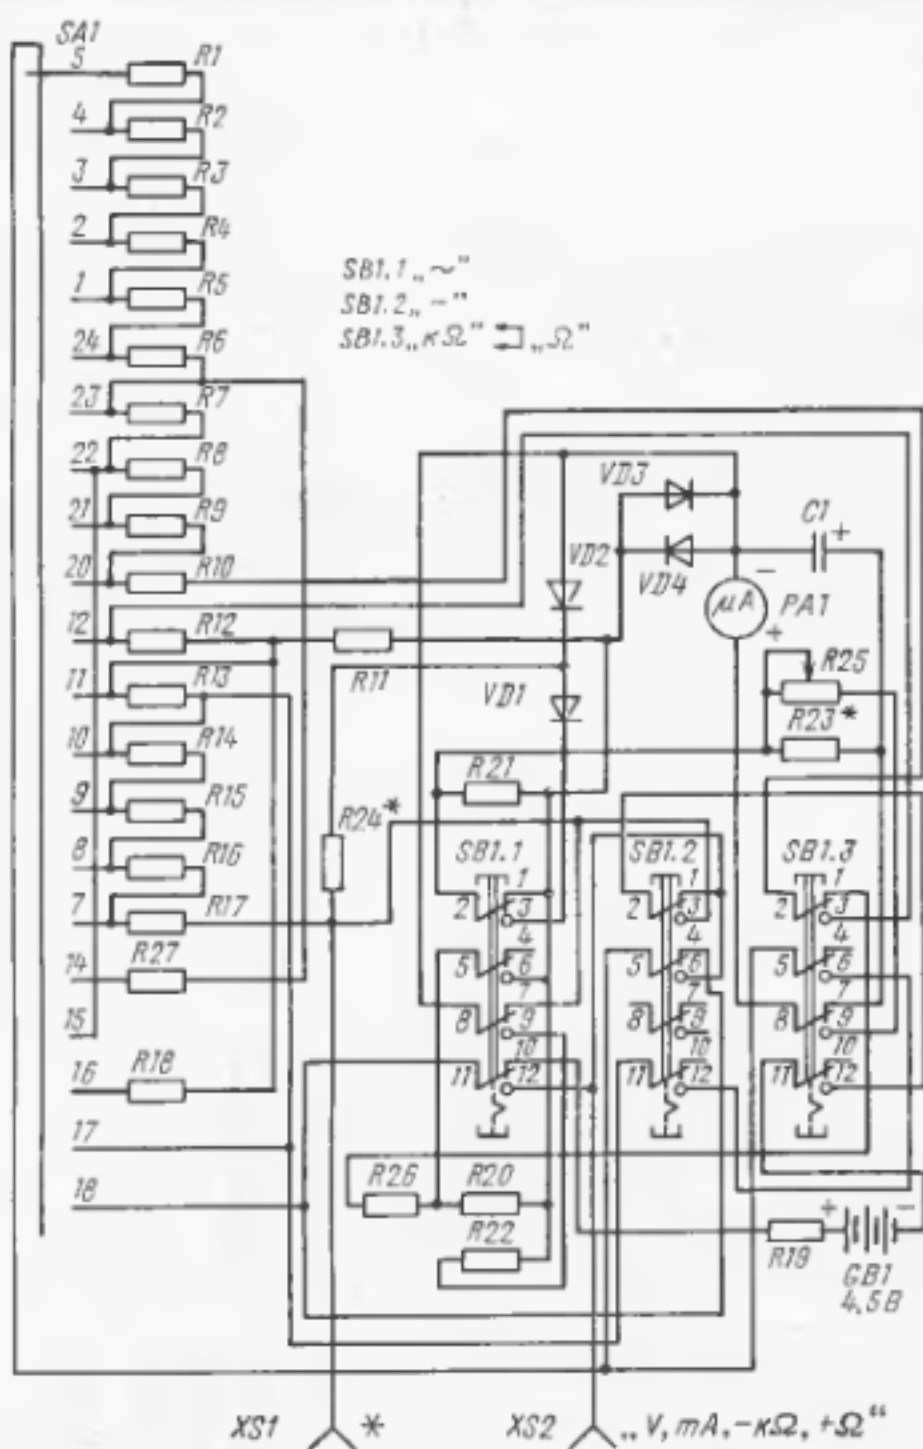 SA1
5 R1
4 R2
3 R3
2 R4
1 R5
24 R6
23 R7
22 R8
21 R9
20 R10
12 R12
11 R13
10 R14
9 R15
8 R16
7 R17
14 R27
15
16 R18
17
18
SB1.1 „~"
SB1.2 „-"
SB1.3 „кΩ" „Ω"
VD3
C1 +
VD2
VD4
-
μA PA1
+
R11
R25
VD1
R23*
R21
R24*
SB1.1 SB1.2 SB1.3
1 1 1
2 3 2 3 2 3
4 4 4
5 6 5 6 5 6
7 7 7
8 9 8 9 8 9
10 10 10
11 12 11 12 11 12
R26 R20
R22
+ -
R19
GB1
4,5В
XS1 * XS2 „V, mA, -кΩ, +Ω"